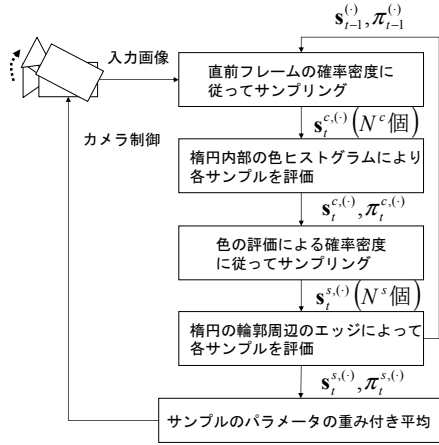 𝐬_{t-1}^{(·)}, π_{t-1}^{(·)}
入力画像
直前フレームの確率密度に
従ってサンプリング
カメラ制御
𝐬_t^{c,(·)} (N^c 個)
楕円内部の色ヒストグラムにより
各サンプルを評価
𝐬_t^{c,(·)}, π_t^{c,(·)}
色の評価による確率密度
に従ってサンプリング
𝐬_t^{s,(·)} (N^s 個)
楕円の輪郭周辺のエッジによって
各サンプルを評価
𝐬_t^{s,(·)}, π_t^{s,(·)}
サンプルのパラメータの重み付き平均